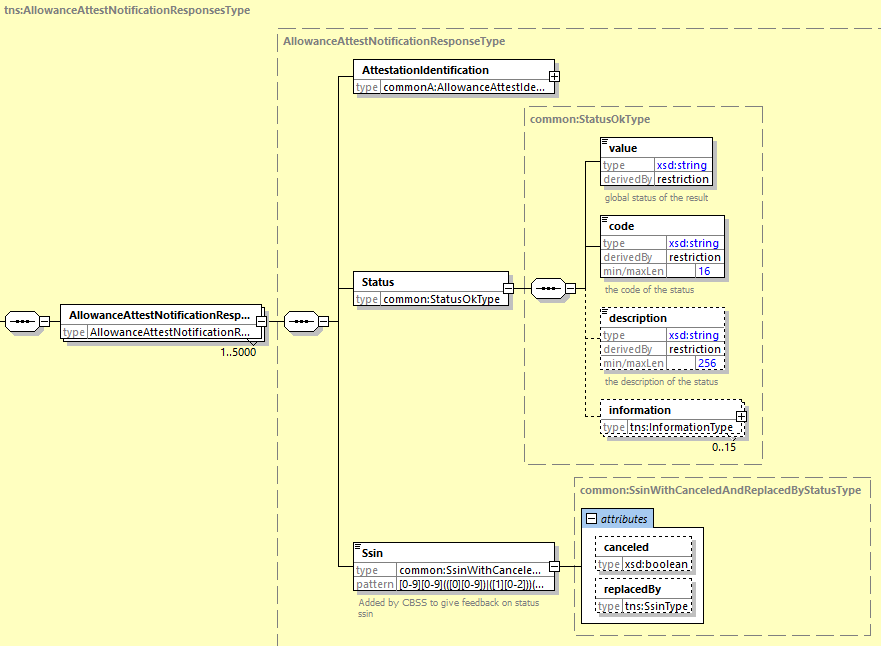 tns:AllowanceAttestNotificationResponsesType
AllowanceAttestNotificationResponseType
AttestationIdentification
type commonA:AllowanceAttestIde...
common:StatusOkType
value
type xsd:string
derivedBy restriction
global status of the result
code
type xsd:string
derivedBy restriction
min/maxLen 16
the code of the status
Status
type common:StatusOkType
AllowanceAttestNotificationResp...
type AllowanceAttestNotificationR...
1..5000
description
type xsd:string
derivedBy restriction
min/maxLen 256
the description of the status
information
type tns:InformationType
0..15
common:SsinWithCanceledAndReplacedByStatusType
attributes
canceled
type xsd:boolean
replacedBy
type tns:SsinType
Ssin
type common:SsinWithCancele...
pattern [0-9][0-9](([0][0-9])|([1][0-2]))(...
Added by CBSS to give feedback on status
ssin